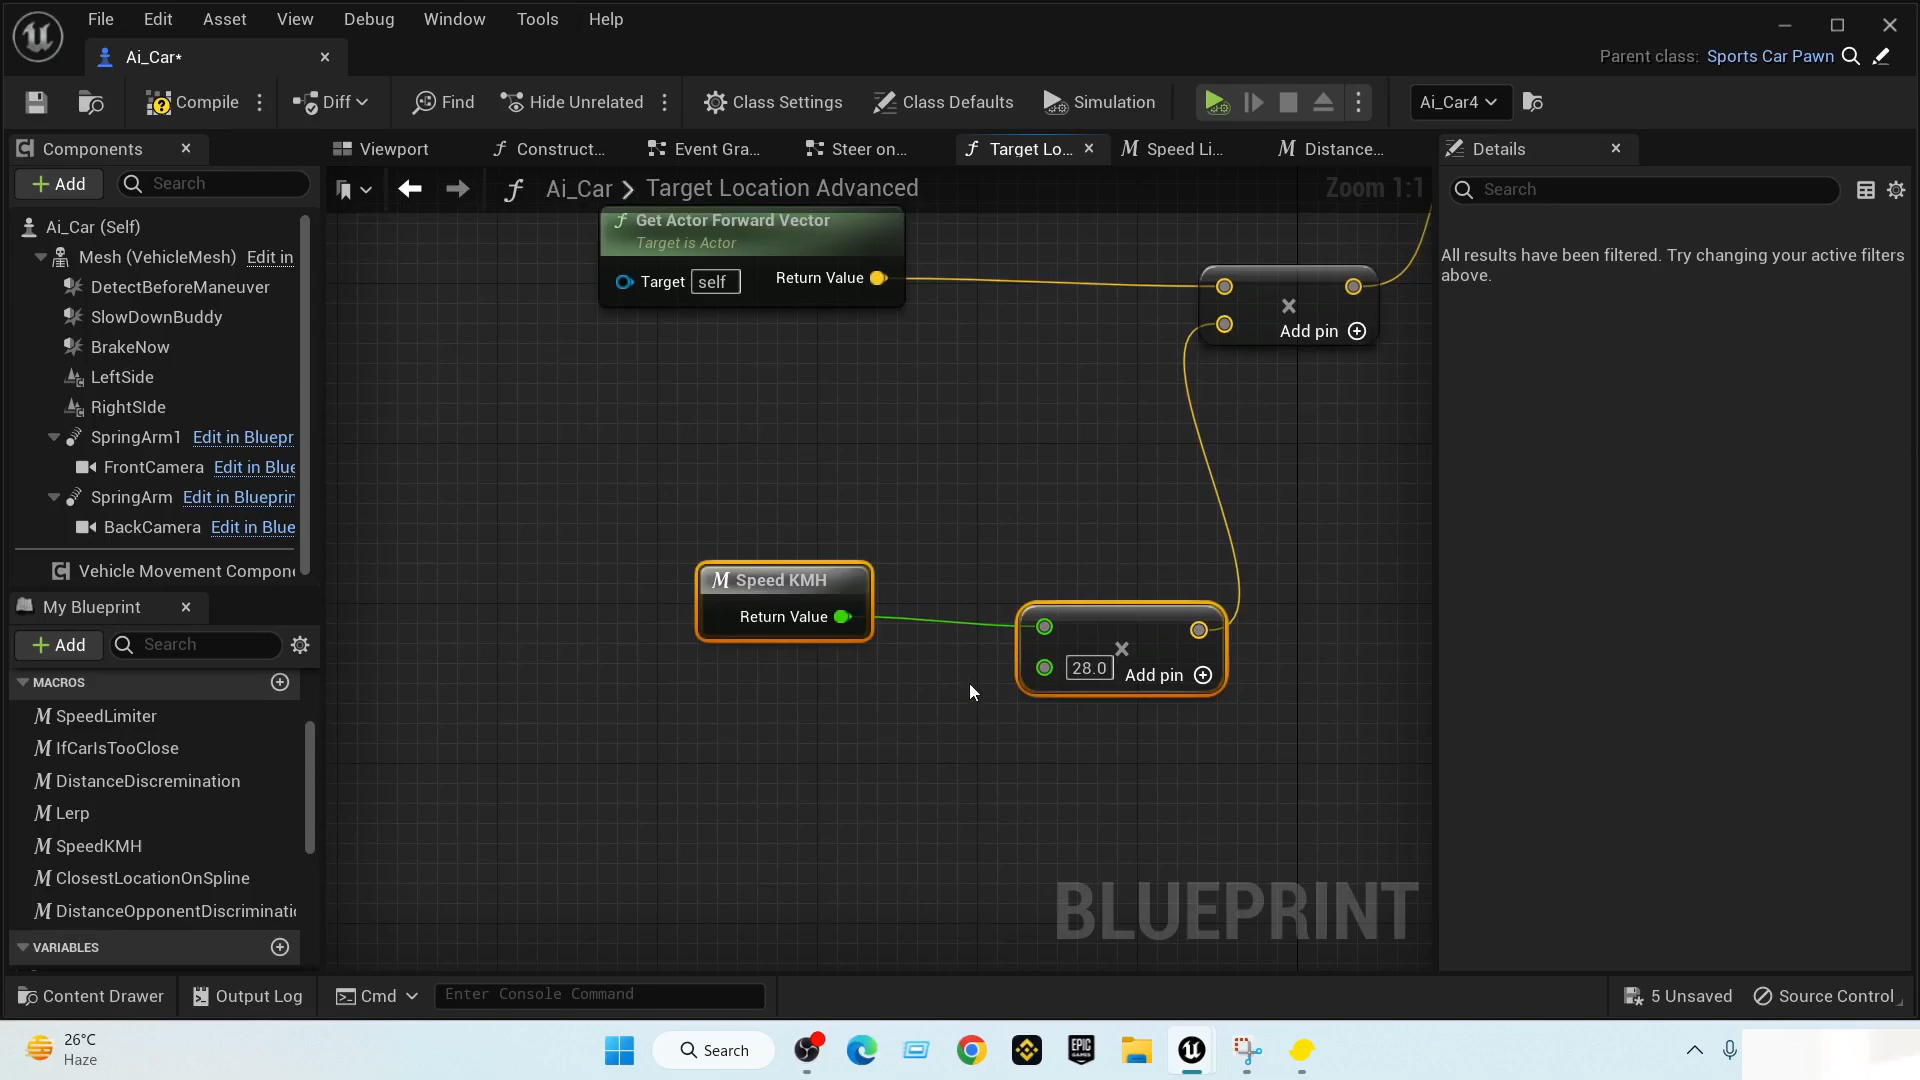 File Edit Asset View Debug Window Tools Help
Ai_Car*
Parent class: Sports Car Pawn
Compile
Diff
Find
Hide Unrelated
Class Settings
Class Defaults
Simulation
Ai_Car4
Components
Add
Search
Ai_Car (Self)
Mesh (VehicleMesh) Edit in
DetectBeforeManeuver
SlowDownBuddy
BrakeNow
LeftSide
RightSIde
SpringArm1 Edit in Bluepr
FrontCamera Edit in Blue
SpringArm Edit in Blueprin
BackCamera Edit in Blue
Vehicle Movement Compone
My Blueprint
Add
Search
MACROS
M SpeedLimiter
M IfCarIsTooClose
M DistanceDiscremination
M Lerp
M SpeedKMH
M ClosestLocationOnSpline
M DistanceOpponentDiscriminatio
VARIABLES
Viewport
f Construct...
Event Gra...
Steer on...
f Target Lo...
M Speed Li...
M Distance...
f Ai_Car > Target Location Advanced
Zoom 1:1
f Get Actor Forward Vector
Target is Actor
Target self
Return Value
Add pin
M Speed KMH
Return Value
28.0
Add pin
BLUEPRINT
Details
Search
All results have been filtered. Try changing your active filters
above.
Content Drawer
Output Log
Cmd
Enter Console Command
5 Unsaved
Source Control
26°C
Haze
Search
EPIC
GAMES